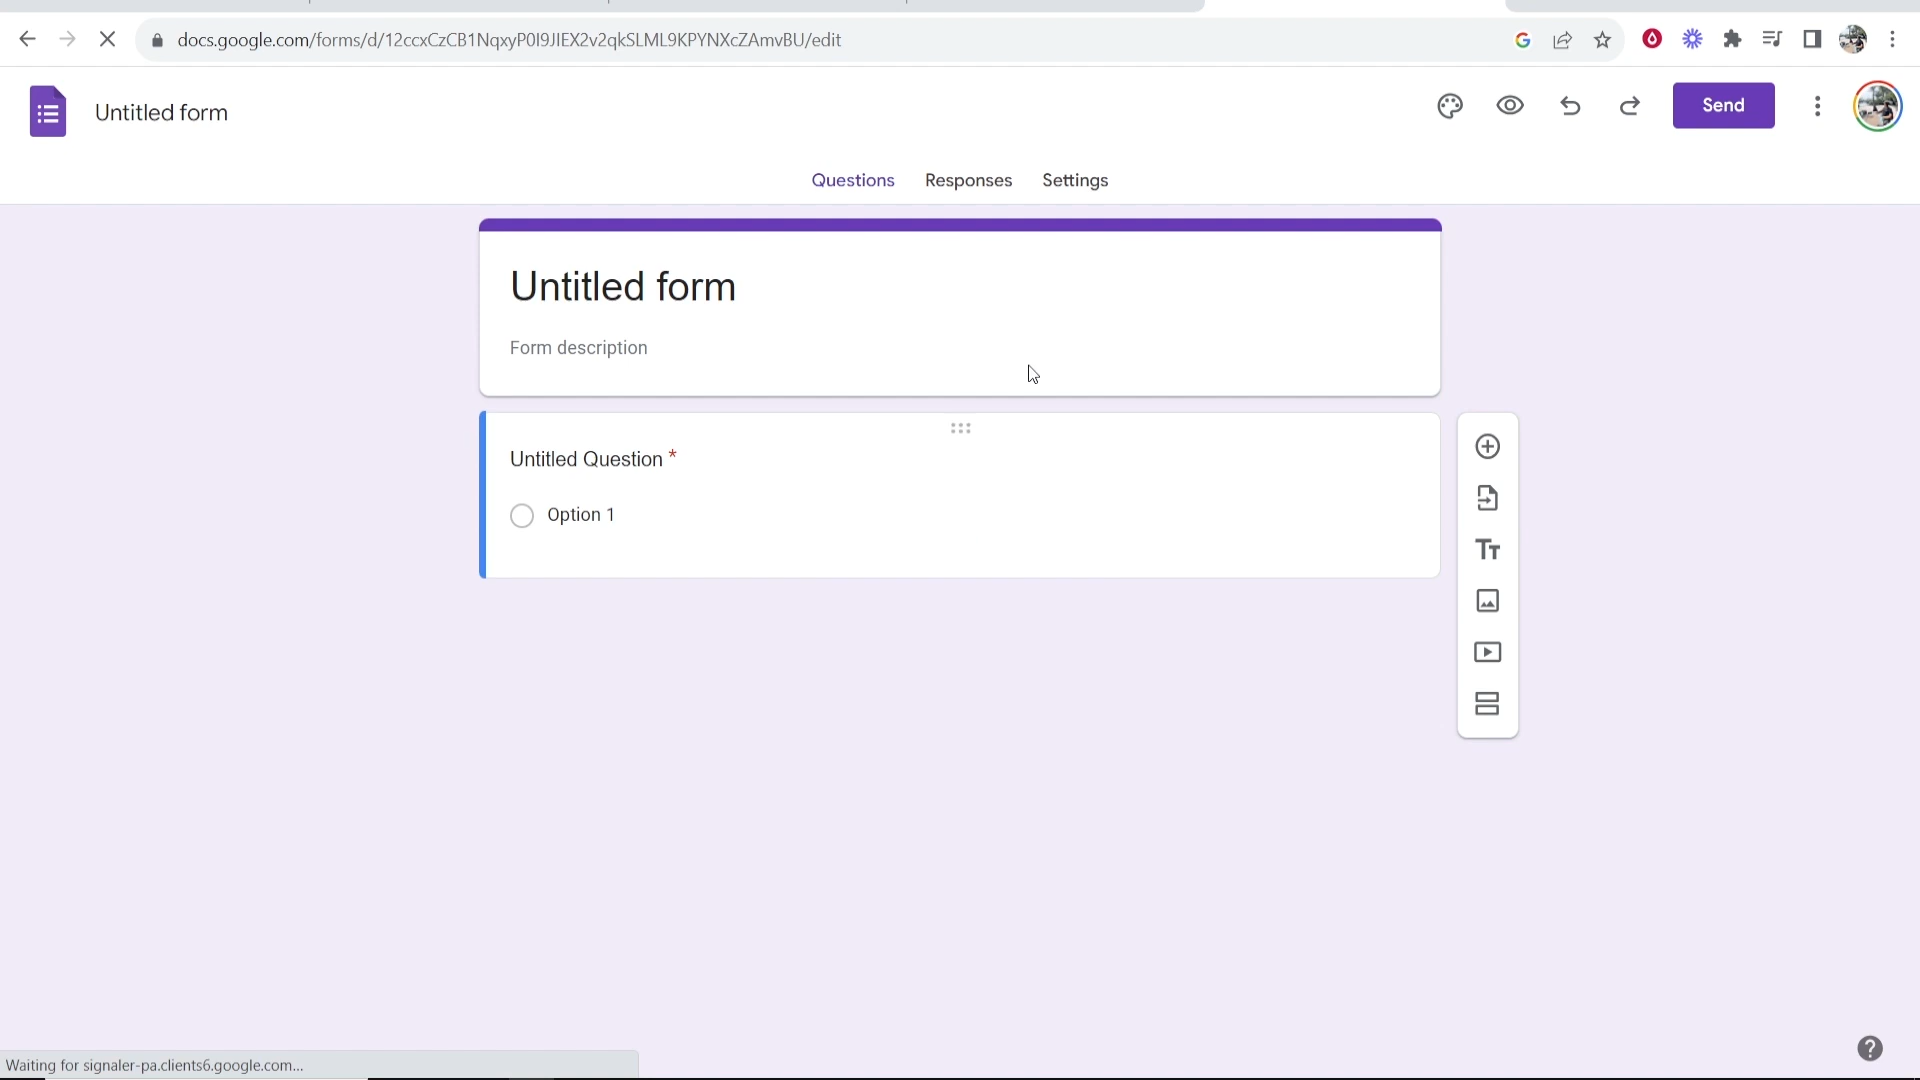 docs.google.com/forms/d/12ccxCzCB1NqxyP0I9JIEX2v2qkSLML9KPYNXcZAmvBU/edit
Untitled form
Send
Questions Responses Settings
Untitled form
Form description
Untitled Question *
Option 1
Waiting for signaler-pa.clients6.google.com...